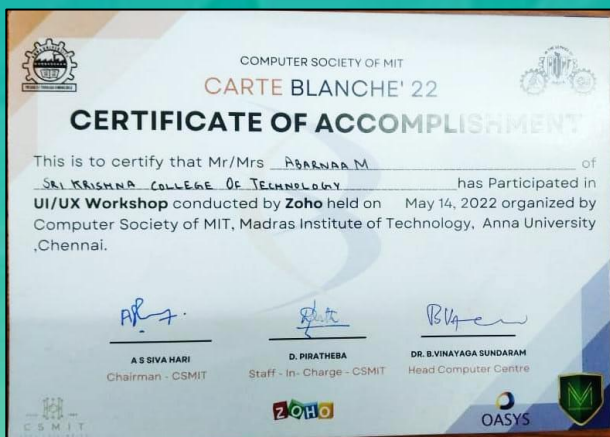 COMPUTER SOCIETY OF MIT
CARTE BLANCHE' 22
CERTIFICATE OF ACCOMPLISHMENT
This is to certify that Mr/Mrs ABARNAA M of
SRI KRISHNA COLLEGE OF TECHNOLOGY has Participated in
UI/UX Workshop conducted by Zoho held on May 14, 2022 organized by
Computer Society of MIT, Madras Institute of Technology, Anna University
,Chennai.
A S SIVA HARI D. PIRATHEBA DR. B.VINAYAGA SUNDARAM
Chairman - CSMIT Staff - In- Charge - CSMIT Head Computer Centre
CSMIT ZOHO OASYS